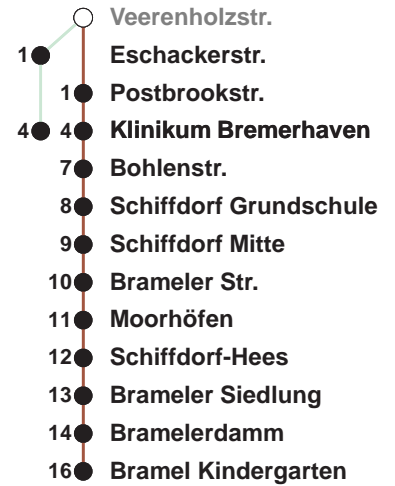 Veerenholzstr.
1 Eschackerstr.
1 Postbrookstr.
4 4 Klinikum Bremerhaven
7 Bohlenstr.
8 Schiffdorf Grundschule
9 Schiffdorf Mitte
10 Brameler Str.
11 Moorhöfen
12 Schiffdorf-Hees
13 Brameler Siedlung
14 Bramelerdamm
16 Bramel Kindergarten